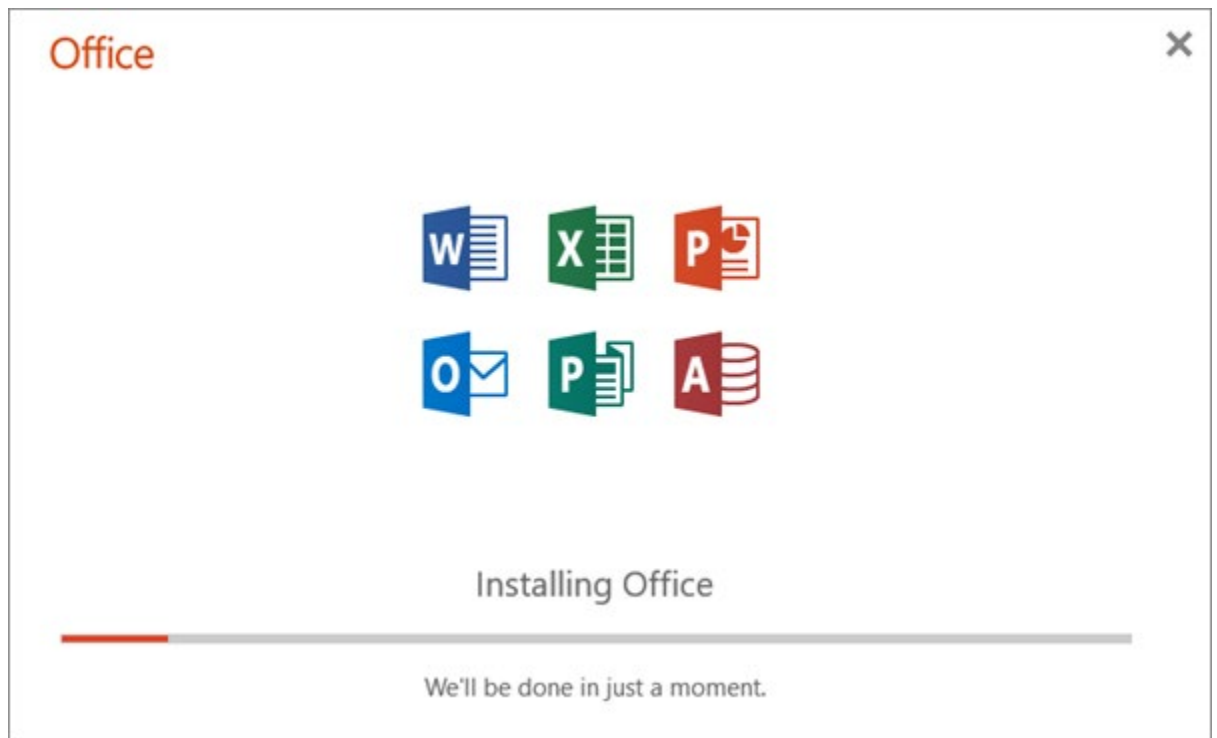 Office
W X P
O P A
Installing Office
We'll be done in just a moment.